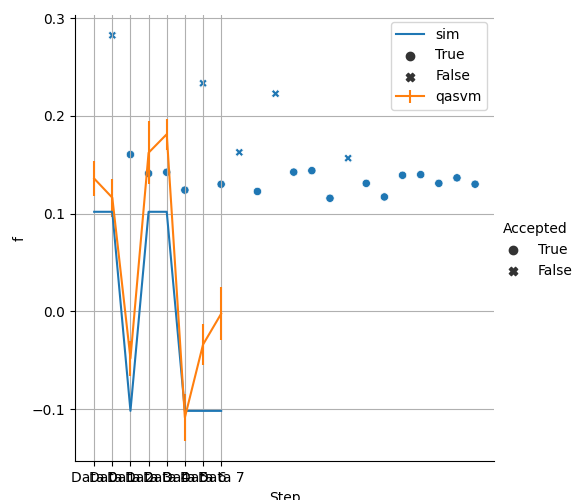 0.3
0.2
0.1
0.0
−0.1
f
sim
True
False
qasvm
Accepted
True
False
Data 7
Step